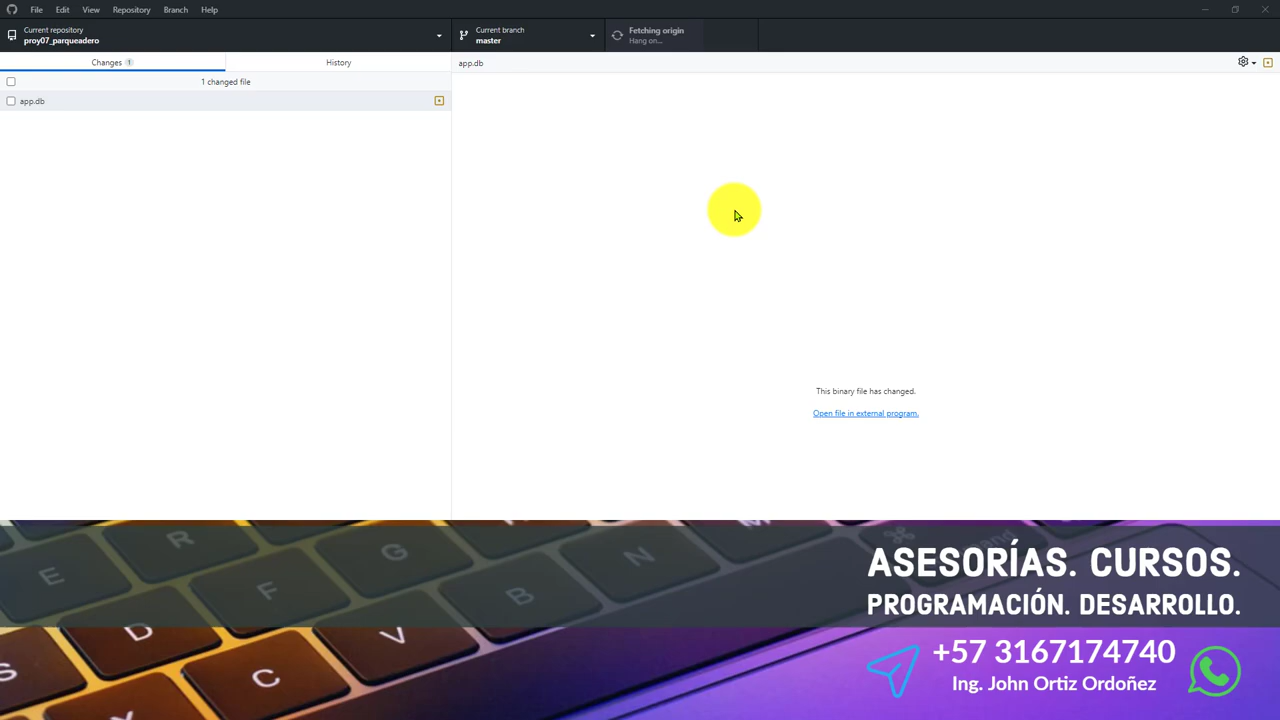 File Edit View Repository Branch Help
Current repository
proy07_parqueadero
Current branch
master
Fetching origin
Hang on...
Changes 1
History
app.db
1 changed file
app.db
This binary file has changed.
Open file in external program.
E R D C G F V B N M
ASESORÍAS. CURSOS.
PROGRAMACIÓN. DESARROLLO.
+57 3167174740
Ing. John Ortiz Ordoñez